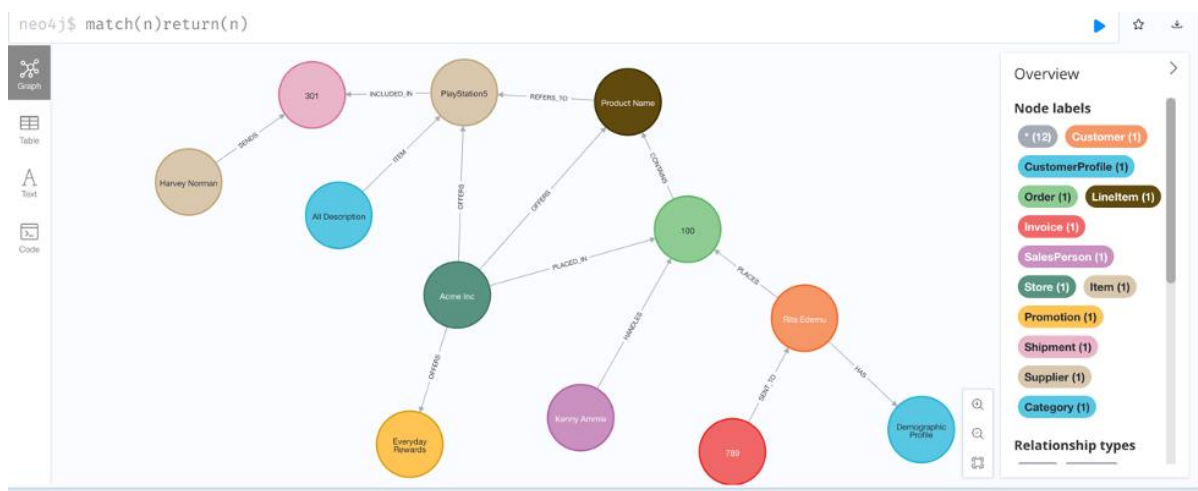 neo4j$ match(n)return(n)
Graph
Table
Text
Code
301
INCLUDED_IN
PlayStation5
REFERS_TO
Product Name
SENDS
Harvey Norman
ITEM
All Description
OFFERS
OFFERS
CONTAINS
100
PLACED_IN
Acme Inc
PLACES
Rita Edemu
HANDLES
OFFERS
HAS
SENT_TO
Everyday
Rewards
Kenny Ammie
789
Demographic
Profile
Overview
Node labels
* (12) Customer (1)
CustomerProfile (1)
Order (1) LineItem (1)
Invoice (1)
SalesPerson (1)
Store (1) Item (1)
Promotion (1)
Shipment (1)
Supplier (1)
Category (1)
Relationship types